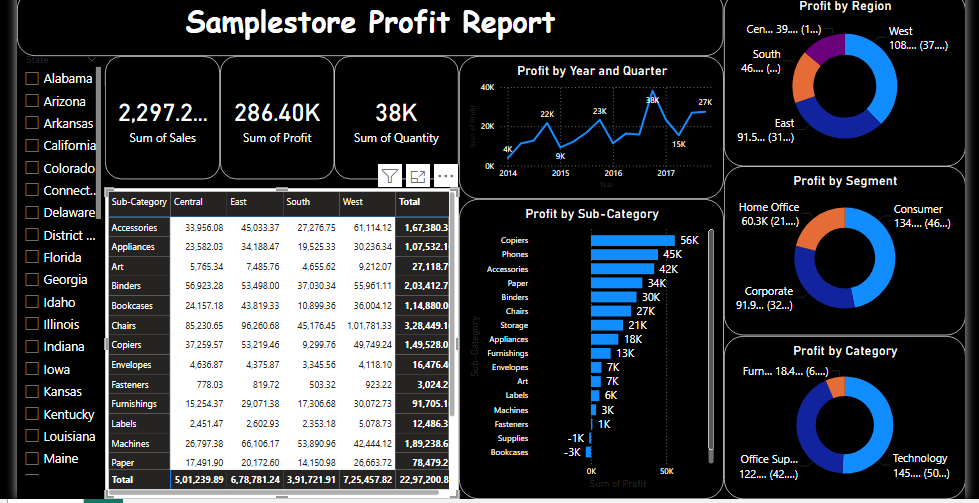 Samplestore Profit Report
State
Alabama
Arizona
Arkansas
California
Colorado
Connect...
Delaware
District ...
Florida
Georgia
Idaho
Illinois
Indiana
Iowa
Kansas
Kentucky
Louisiana
Maine
2,297.2...
Sum of Sales
286.40K
Sum of Profit
38K
Sum of Quantity
Sub-Category Central East South West Total
Accessories 33,956.08 45,033.37 27,276.75 61,114.12 1,67,380.3
Appliances 23,582.03 34,188.47 19,525.33 30,236.34 1,07,532.1
Art 5,765.34 7,485.76 4,655.62 9,212.07 27,118.7
Binders 56,923.28 53,498.00 37,030.34 55,961.11 2,03,412.7
Bookcases 24,157.18 43,819.33 10,899.36 36,004.12 1,14,880.0
Chairs 85,230.65 96,260.68 45,176.45 1,01,781.33 3,28,449.1
Copiers 37,259.57 53,219.46 9,299.76 49,749.24 1,49,528.0
Envelopes 4,636.87 4,375.87 3,345.56 4,118.10 16,476.4
Fasteners 778.03 819.72 503.32 923.22 3,024.2
Furnishings 15,254.37 29,071.38 17,306.68 30,072.73 91,705.1
Labels 2,451.47 2,602.93 2,353.18 5,078.73 12,486.3
Machines 26,797.38 66,106.17 53,890.96 42,444.12 1,89,238.6
Paper 17,491.90 20,172.60 14,150.98 26,663.72 78,479.2
Total 5,01,239.89 6,78,781.24 3,91,721.91 7,25,457.82 22,97,200.8
Profit by Year and Quarter
Sum of Profit
40K
20K
0K
4K
22K
9K
23K
38K
15K
27K
2014 2015 2016 2017
Year
Profit by Sub-Category
Sub-Category
Copiers 56K
Phones 45K
Accessories 42K
Paper 34K
Binders 30K
Chairs 27K
Storage 21K
Appliances 18K
Furnishings 13K
Envelopes 7K
Art 7K
Labels 6K
Machines 3K
Fasteners 1K
Supplies -1K
Bookcases -3K
0K 50K
Sum of Profit
Profit by Region
Cen... 39.... (1...)
West
108.... (37....)
South
46.... (...)
East
91.5... (31...)
Profit by Segment
Home Office
60.3K (21....)
Consumer
134.... (46...)
Corporate
91.9... (32...)
Profit by Category
Furn... 18.4... (6....)
Office Sup...
122.... (42....)
Technology
145.... (50...)